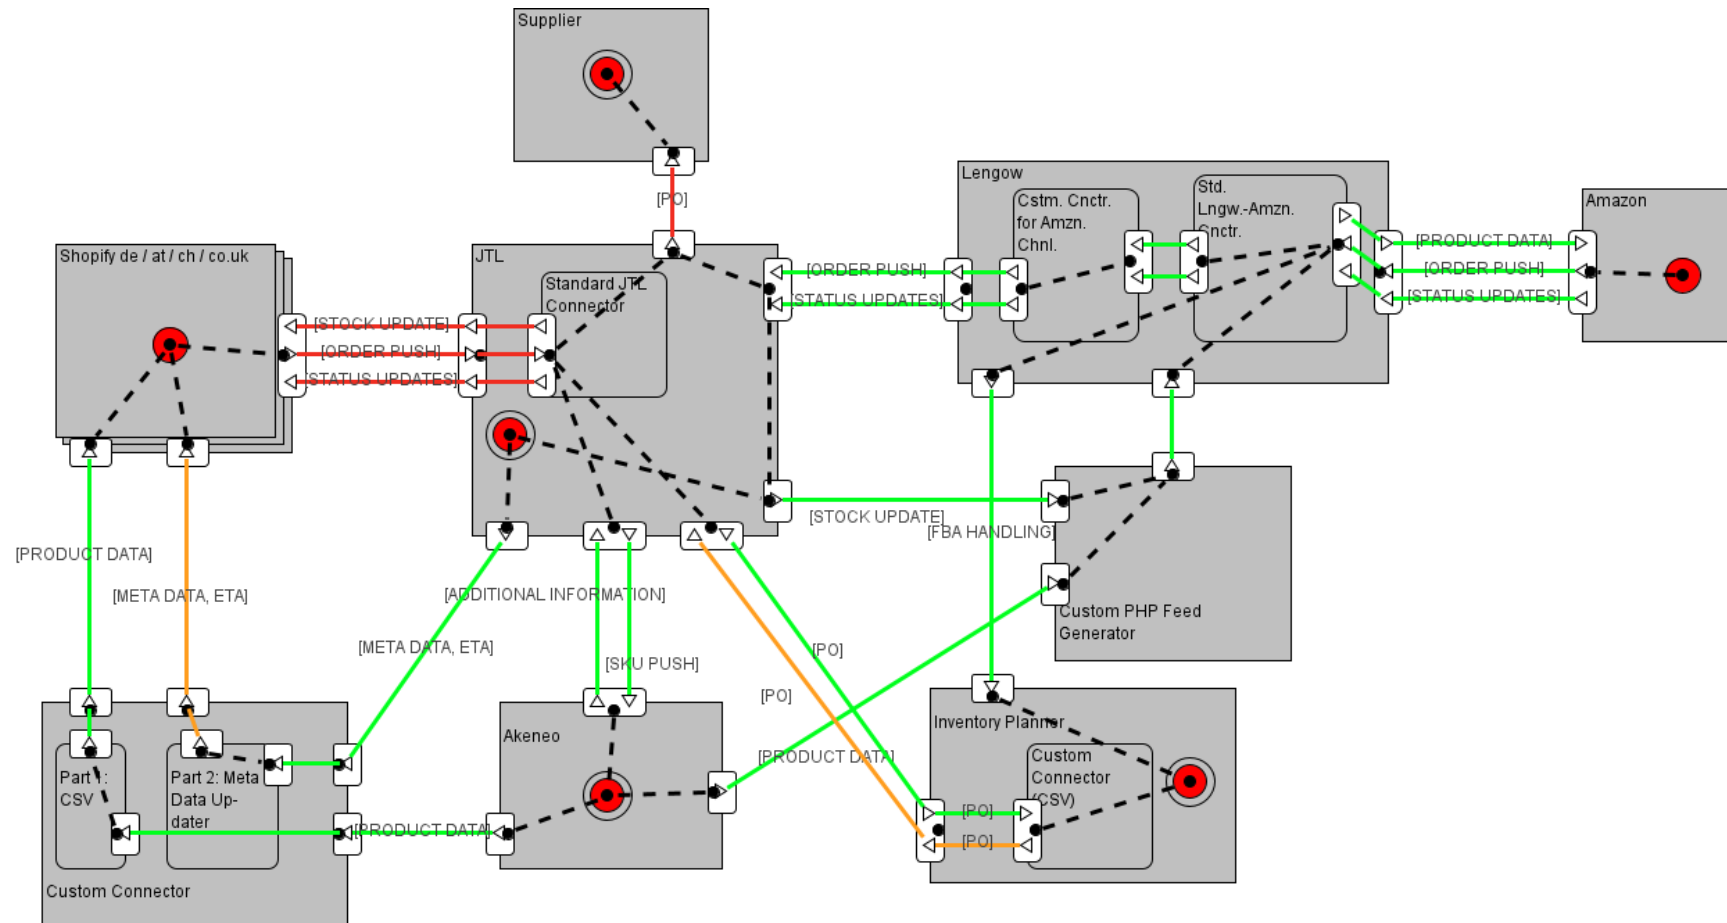 Supplier
[PO]
Lengow
Cstm. Cnctr.
for Amzn.
Chnl.
Std.
Lngw.-Amzn.
Cnctr.
Amazon
[PRODUCT DATA]
[ORDER PUSH]
[STATUS UPDATES]
Shopify de / at / ch / co.uk
JTL
Standard JTL
Connector
[ORDER PUSH]
[STATUS UPDATES]
[STOCK UPDATE]
[ORDER PUSH]
[STATUS UPDATES]
[STOCK UPDATE]
[FBA HANDLING]
[PRODUCT DATA]
[META DATA, ETA]
[ADDITIONAL INFORMATION]
[META DATA, ETA]
[SKU PUSH]
[PO]
[PO]
Custom PHP Feed
Generator
[PRODUCT DATA]
Akeneo
Inventory Planner
Custom
Connector
(CSV)
[PO]
[PO]
Part 1:
CSV
Part 2: Meta
Data Up-
dater
[PRODUCT DATA]
Custom Connector